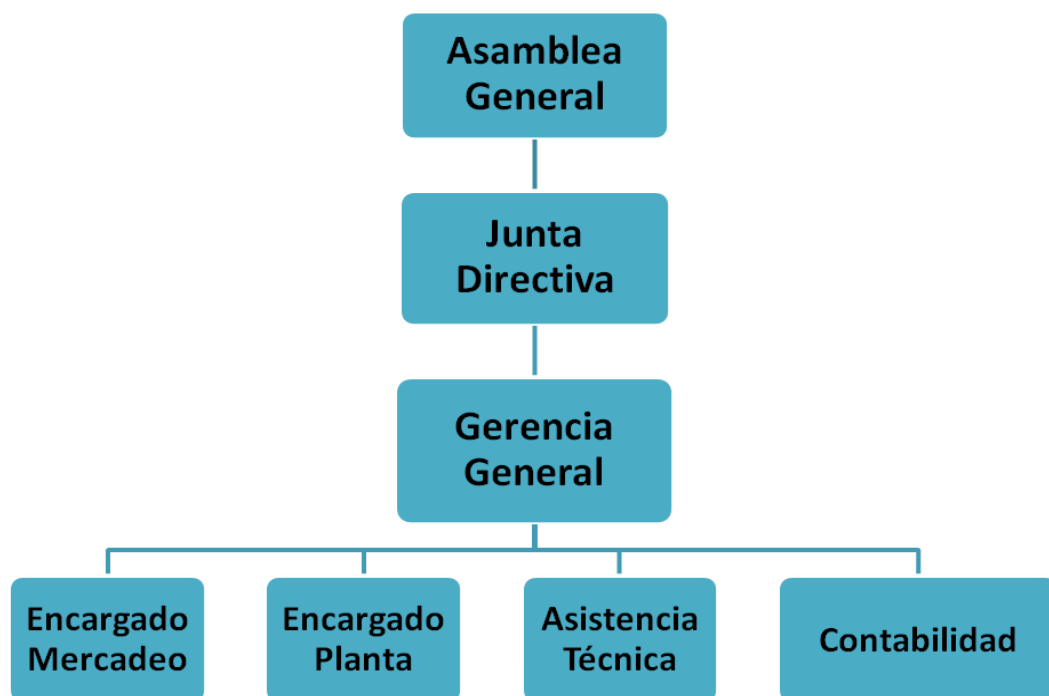 Asamblea
General
Junta
Directiva
Gerencia
General
Encargado
Mercadeo
Encargado
Planta
Asistencia
Técnica
Contabilidad